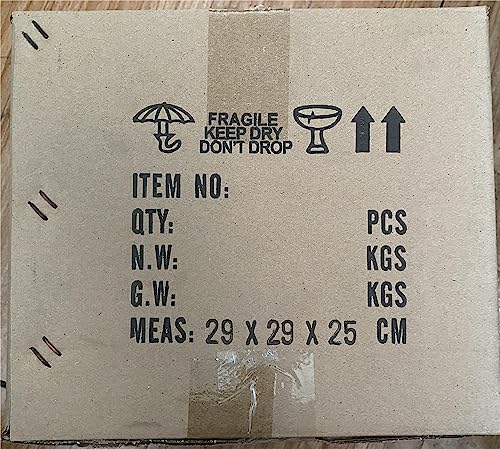 FRAGILE
KEEP DRY
DON'T DROP
ITEM NO:
QTY: PCS
N.W: KGS
G.W: KGS
MEAS: 29 X 29 X 25 CM